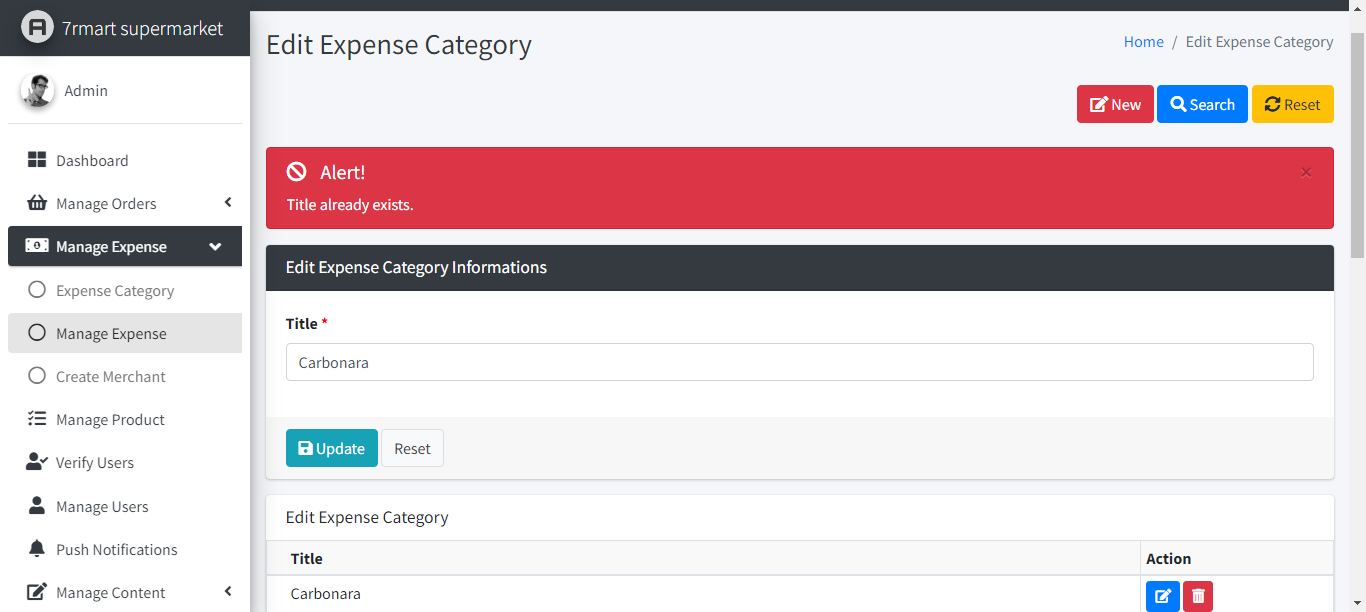 7rmart supermarket
Admin
Dashboard
Manage Orders
Manage Expense
Expense Category
Manage Expense
Create Merchant
Manage Product
Verify Users
Manage Users
Push Notifications
Manage Content
Edit Expense Category
Home / Edit Expense Category
New Search Reset
Alert! ×
Title already exists.
Edit Expense Category Informations
Title *
Carbonara
Update Reset
Edit Expense Category
Title Action
Carbonara